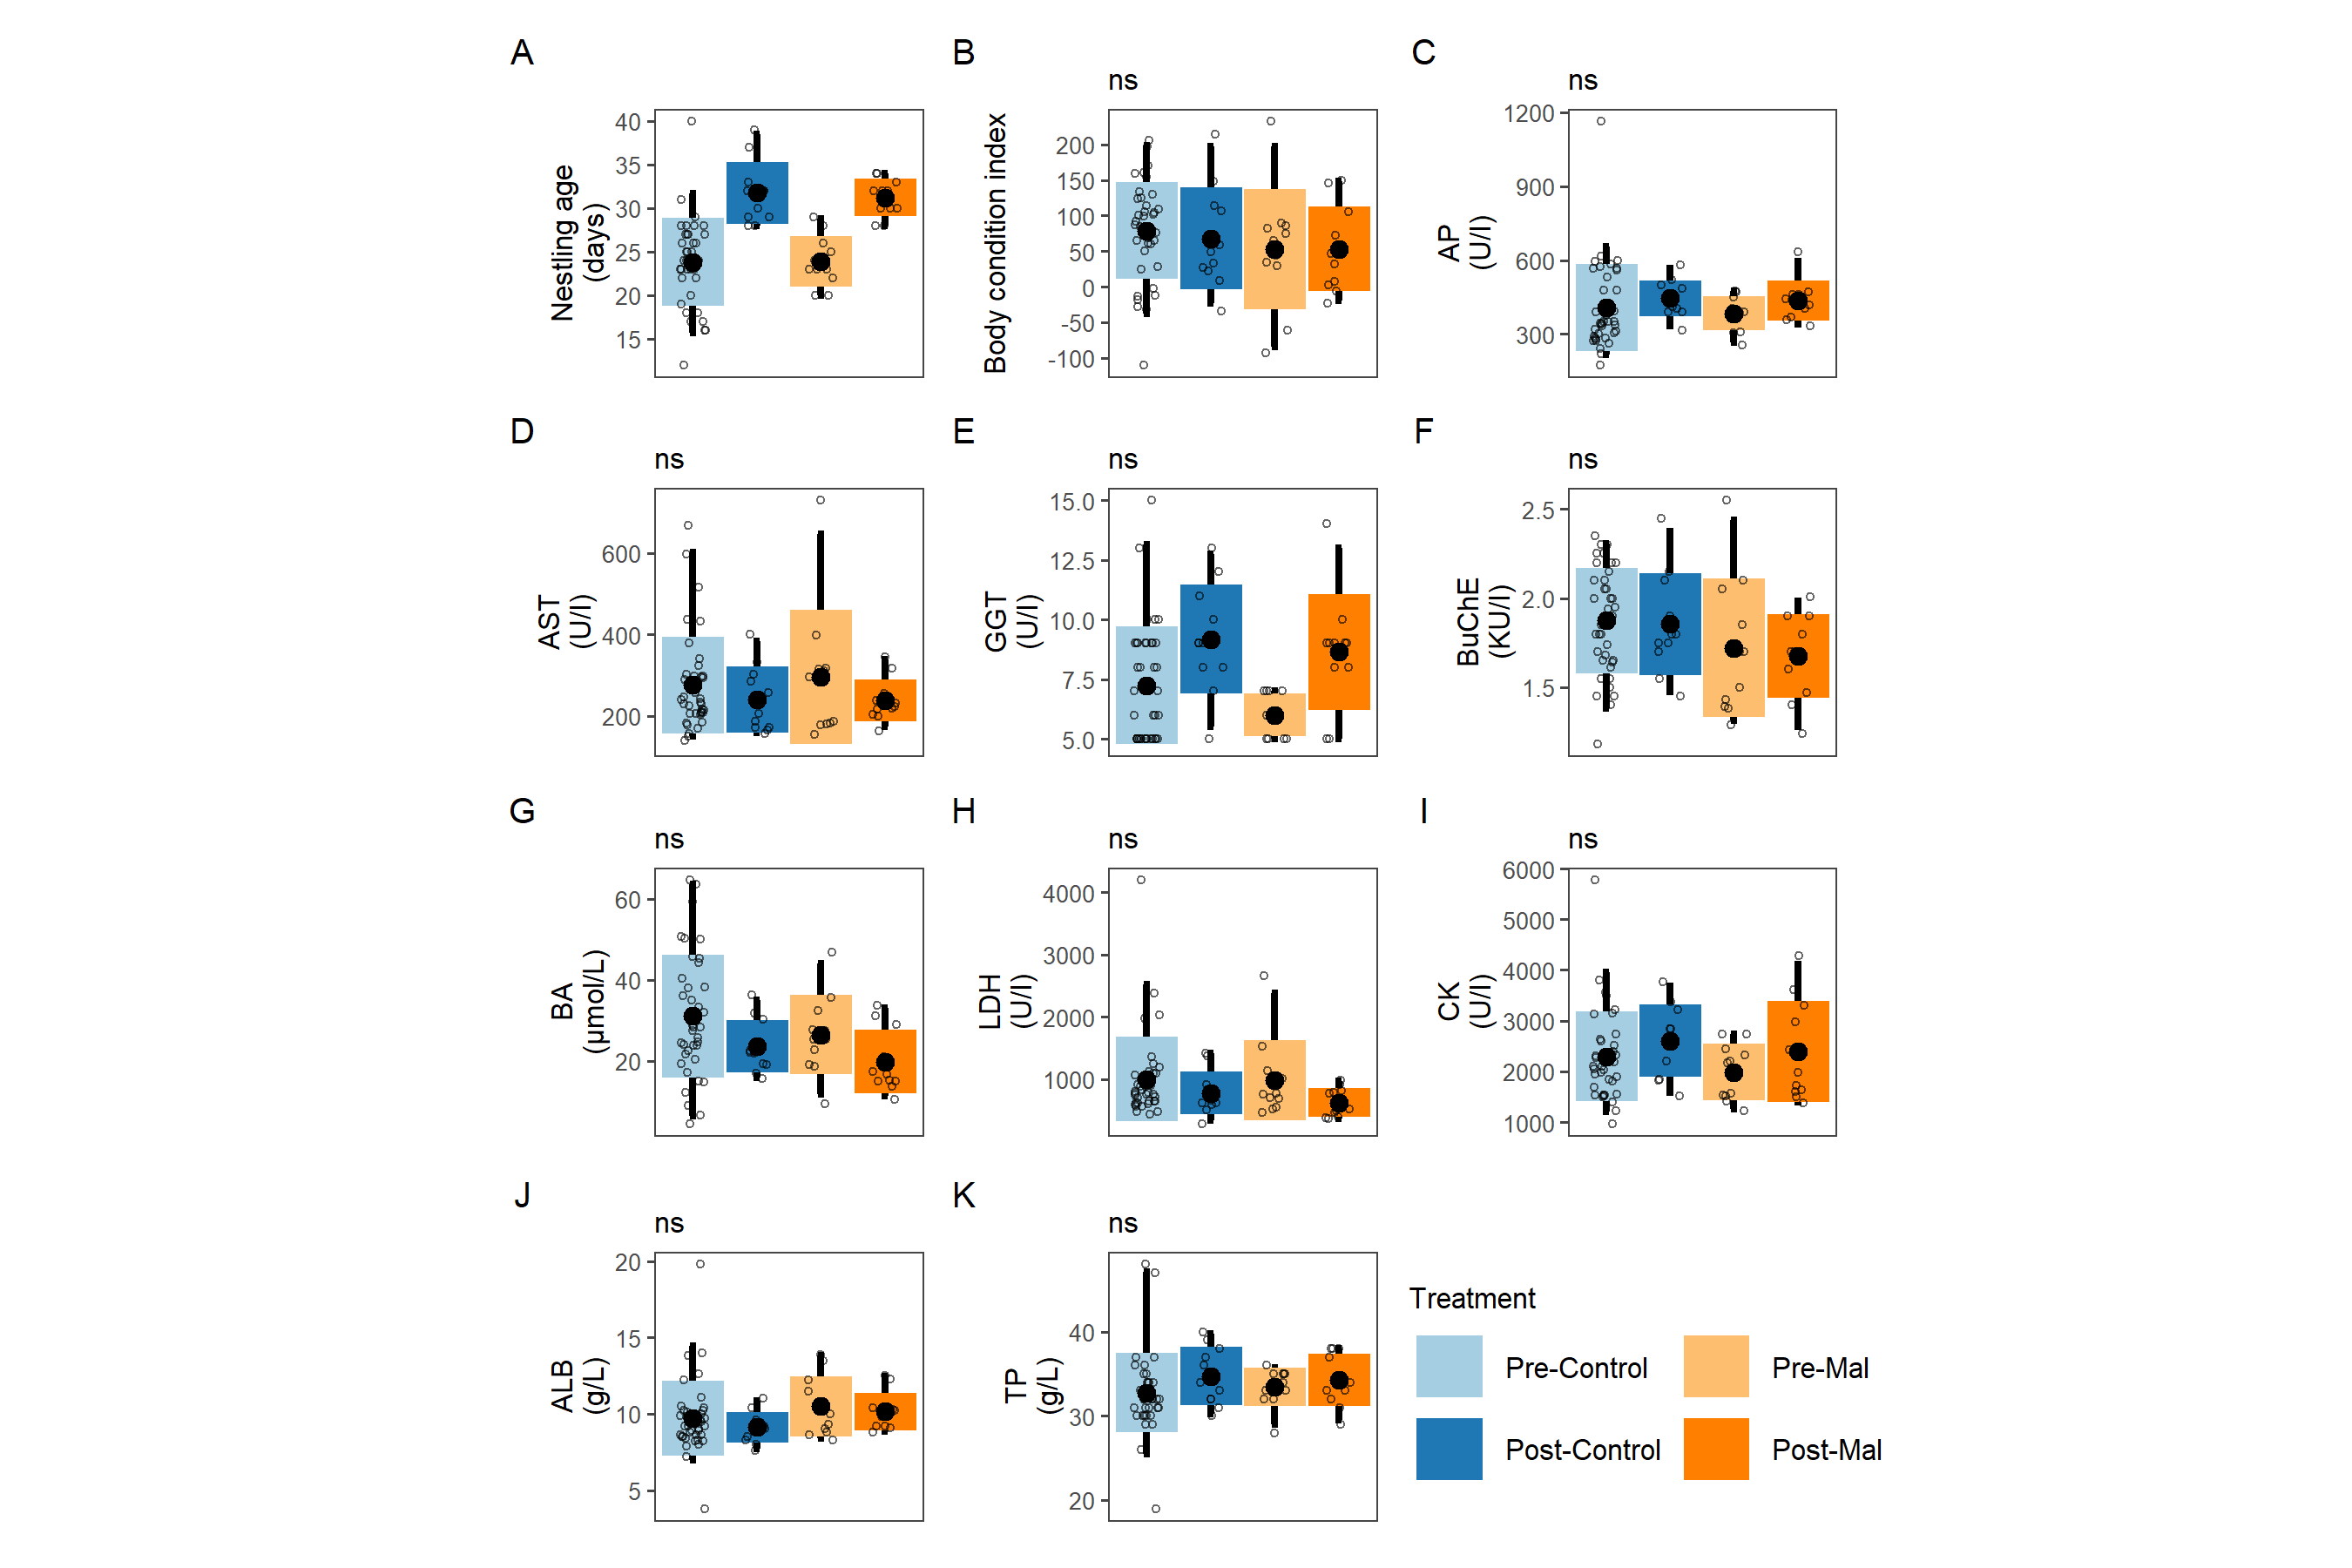 A
Nestling age
(days)
40
35
30
25
20
15
B
ns
Body condition index
200
150
100
50
0
-50
-100
C
ns
AP
(U/l)
1200
900
600
300
D
ns
AST
(U/l)
600
400
200
E
ns
GGT
(U/l)
15.0
12.5
10.0
7.5
5.0
F
ns
BuChE
(KU/l)
2.5
2.0
1.5
G
ns
BA
(µmol/L)
60
40
20
H
ns
LDH
(U/l)
4000
3000
2000
1000
I
ns
CK
(U/l)
6000
5000
4000
3000
2000
1000
J
ns
ALB
(g/L)
20
15
10
5
K
ns
TP
(g/L)
40
30
20
Treatment
Pre-Control
Pre-Mal
Post-Control
Post-Mal